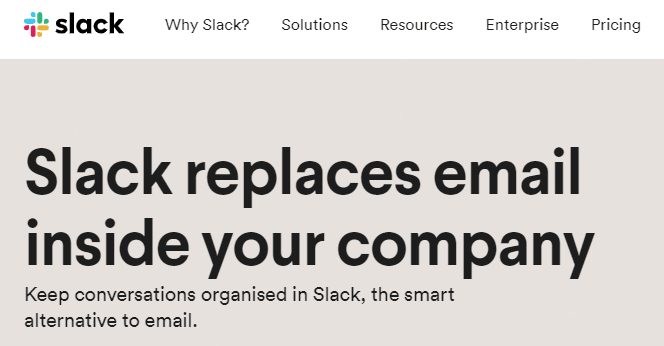 slack Why Slack? Solutions Resources Enterprise Pricing
Slack replaces email
inside your company
Keep conversations organised in Slack, the smart
alternative to email.